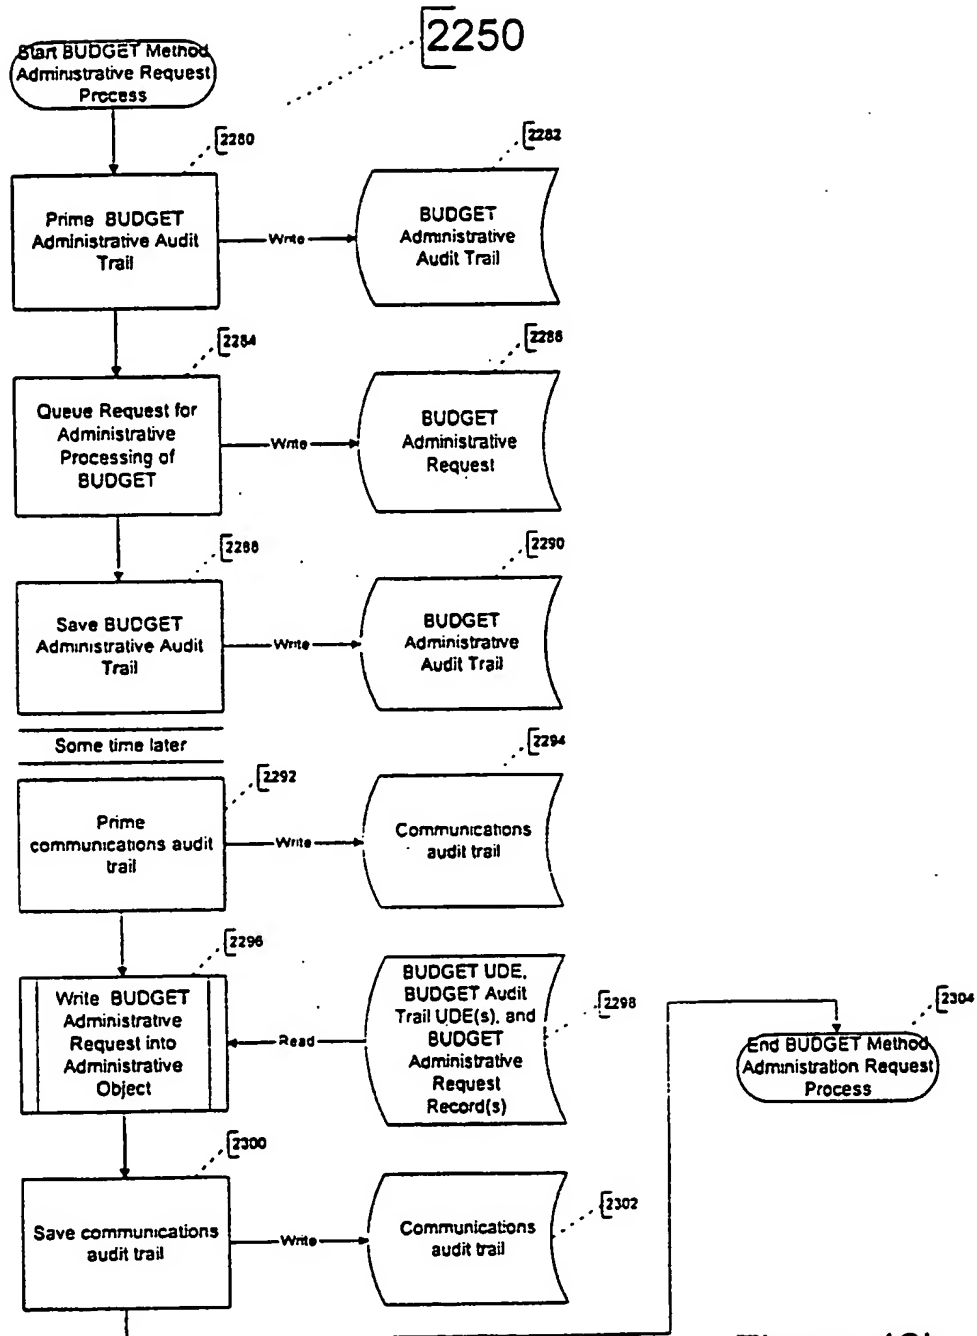 2250
Start BUDGET Method
Administrative Request
Process
2280
2282
Prime BUDGET
Administrative Audit
Trail
Write
BUDGET
Administrative
Audit Trail
2284
2286
Queue Request for
Administrative
Processing of
BUDGET
Write
BUDGET
Administrative
Request
2288
2290
Save BUDGET
Administrative Audit
Trail
Write
BUDGET
Administrative
Audit Trail
Some time later
2292
2294
Prime
communications audit
trail
Write
Communications
audit trail
2296
2298
Write BUDGET
Administrative
Request into
Administrative
Object
Read
BUDGET UDE,
BUDGET Audit
Trail UDE(s), and
BUDGET
Administrative
Request
Record(s)
2304
End BUDGET Method
Administration Request
Process
2300
2302
Save communications
audit trail
Write
Communications
audit trail